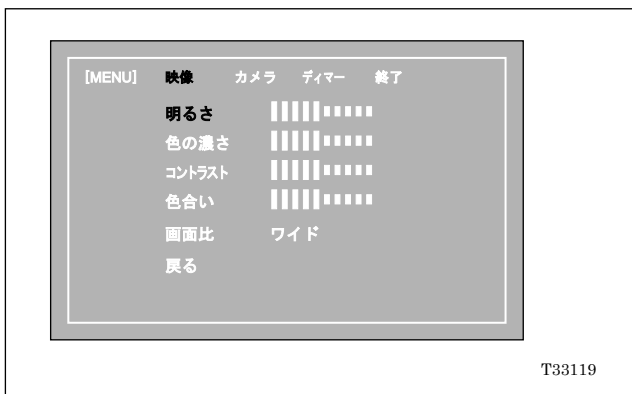 [MENU] 映像 カメラ ディマー 終了
明るさ
色の濃さ
コントラスト
色合い
画面比 ワイド
戻る
T33119